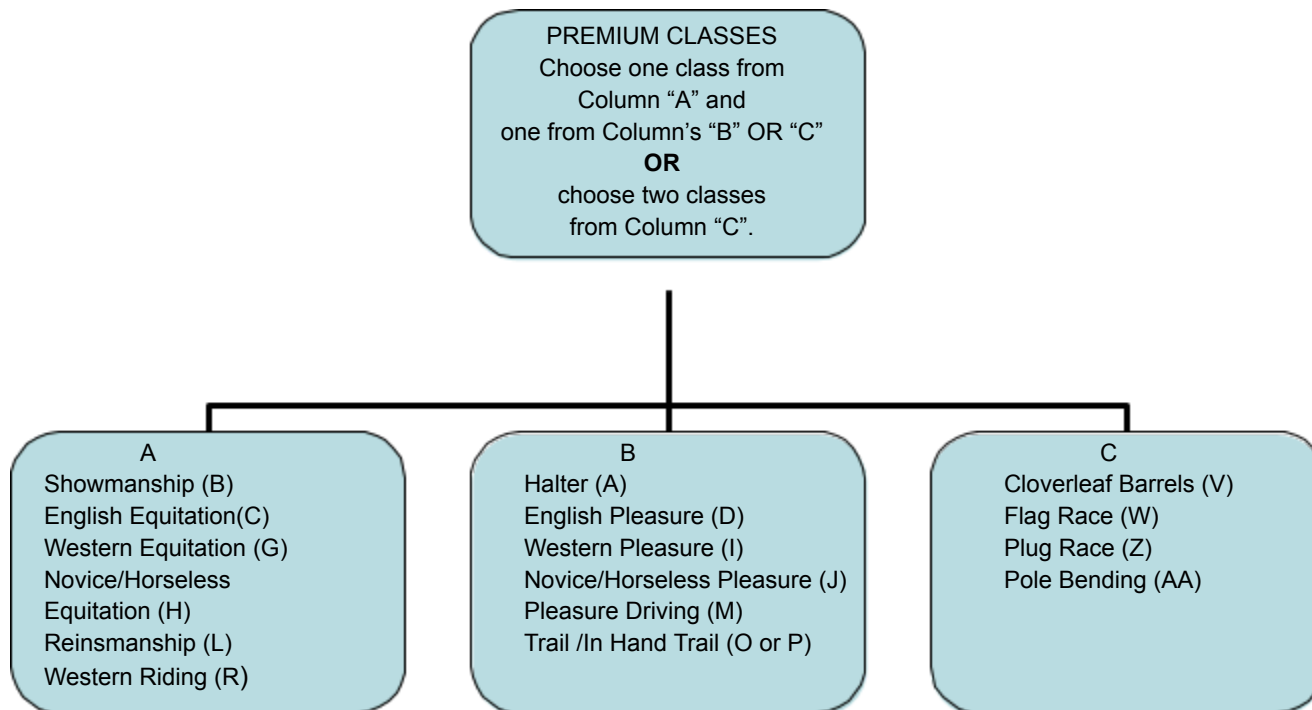 PREMIUM CLASSES
Choose one class from
Column “A” and
one from Column’s “B” OR “C”
OR
choose two classes
from Column “C”.
A
Showmanship (B)
English Equitation(C)
Western Equitation (G)
Novice/Horseless
Equitation (H)
Reinsmanship (L)
Western Riding (R)
B
Halter (A)
English Pleasure (D)
Western Pleasure (I)
Novice/Horseless Pleasure (J)
Pleasure Driving (M)
Trail /In Hand Trail (O or P)
C
Cloverleaf Barrels (V)
Flag Race (W)
Plug Race (Z)
Pole Bending (AA)